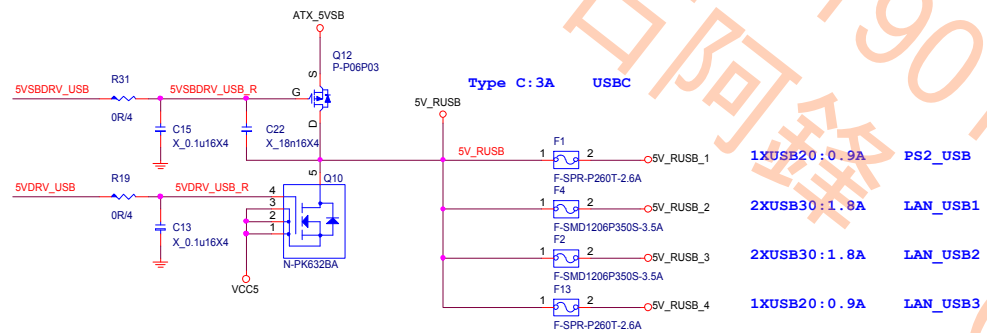 ATX_5VSB
Q12
P-P06P03
S
G
D
R31
5VSBDRV_USB
5VSBDRV_USB_R
0R/4
C15
X_0.1u16X4
C22
X_18n16X4
Type C:3A USBC
5V_RUSB
5V_RUSB
F1
1 2
5V_RUSB_1
1XUSB20:0.9A PS2_USB
F-SPR-P260T-2.6A
R19
5VDRV_USB
5VDRV_USB_R
0R/4
C13
X_0.1u16X4
5
Q10
4
3
2
1
N-PK632BA
VCC5
F4
1 2
5V_RUSB_2
2XUSB30:1.8A LAN_USB1
F-SMD1206P350S-3.5A
F2
1 2
5V_RUSB_3
2XUSB30:1.8A LAN_USB2
F-SMD1206P350S-3.5A
F13
1 2
5V_RUSB_4
1XUSB20:0.9A LAN_USB3
F-SPR-P260T-2.6A
190
阿鋒